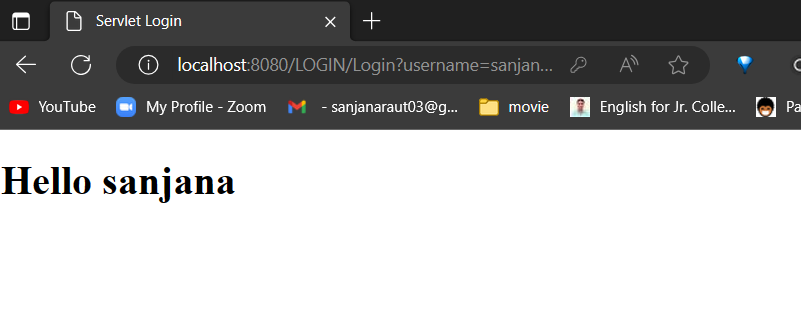 Servlet Login
localhost:8080/LOGIN/Login?username=sanjan...
YouTube My Profile - Zoom - sanjanaraut03@g... movie English for Jr. Colle... Pa
Hello sanjana